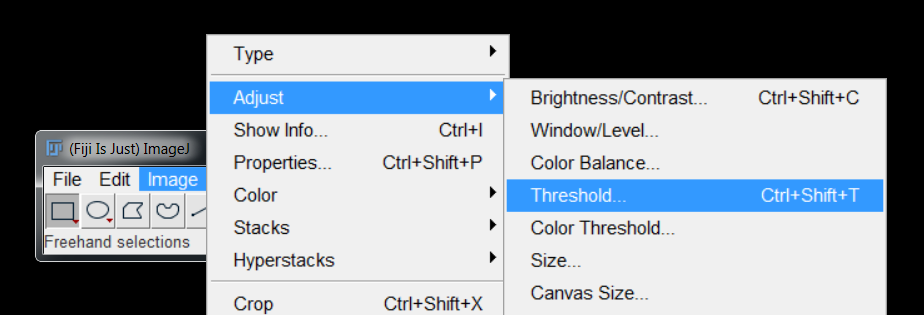 (Fiji Is Just) ImageJ
File Edit Image
Freehand selections
Type
Adjust
Show Info... Ctrl+I
Properties... Ctrl+Shift+P
Color
Stacks
Hyperstacks
Crop Ctrl+Shift+X
Brightness/Contrast... Ctrl+Shift+C
Window/Level...
Color Balance...
Threshold... Ctrl+Shift+T
Color Threshold...
Size...
Canvas Size...